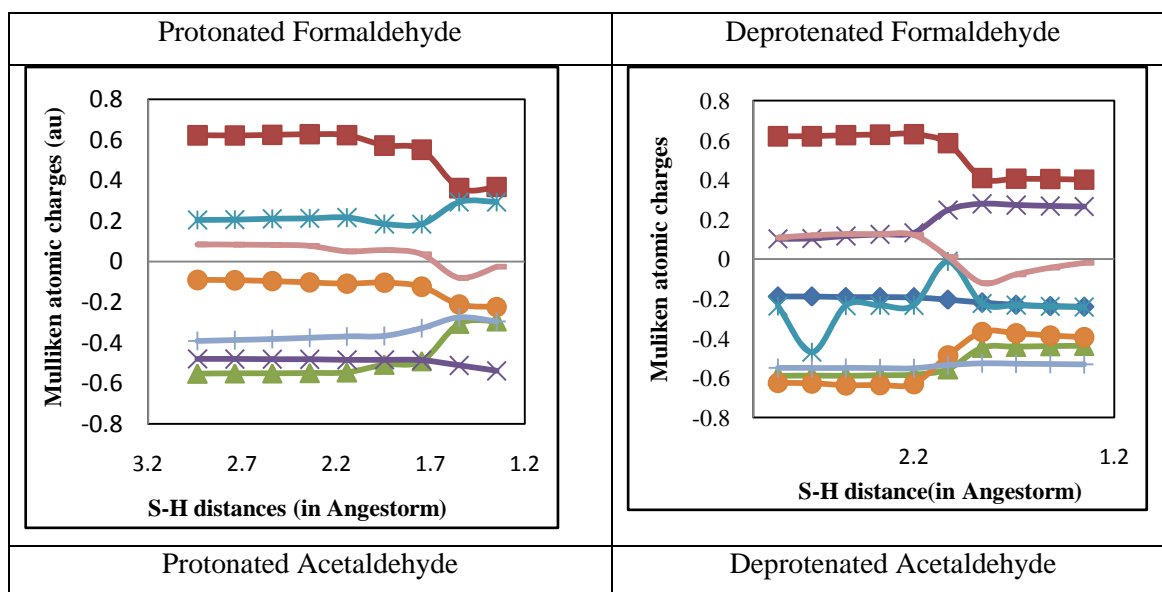 Protonated Formaldehyde
Deprotenated Formaldehyde
0.8
0.6
0.4
0.2
0
-0.2
-0.4
-0.6
-0.8
Mulliken atomic charges (au)
3.2 2.7 2.2 1.7 1.2
S-H distances (in Angestorm)
0.8
0.6
0.4
0.2
0
-0.2
-0.4
-0.6
-0.8
Muliken atomic charges
2.2 1.2
S-H distance(in Angestorm)
Protonated Acetaldehyde
Deprotenated Acetaldehyde